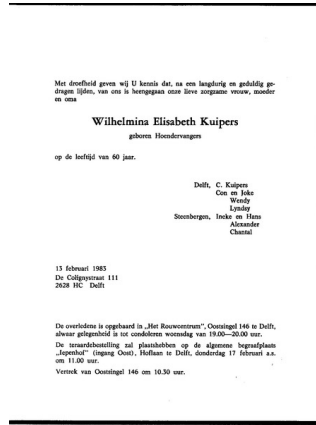 Met droefheid geven wij U kennis dat, na een langdurig en geduldig ge-
dragen lijden, van ons is heengegaan onze lieve zorgzame vrouw, moeder
en oma
Wilhelmina Elisabeth Kuipers
geboren Hoendervangers
op de leeftijd van 60 jaar.
Delft, C. Kuipers
Con en Joke
Wendy
Lynday
Steenbergen, Ineke en Hans
Alexander
Chantal
13 februari 1983
De Colignystraat 111
2628 HC Delft
De overledene is opgebaard in „Het Rouwcentrum", Oostsingel 146 te Delft,
alwaar gelegenheid is tot condoleren woensdag van 19.00—20.00 uur.
De teraardebestelling zal plaatshebben op de algemene begraafplaats
„Iepenhof" (ingang Oost), Hoflaan te Delft, donderdag 17 februari a.s.
om 11.00 uur.
Vertrek van Oostsingel 146 om 10.30 uur.